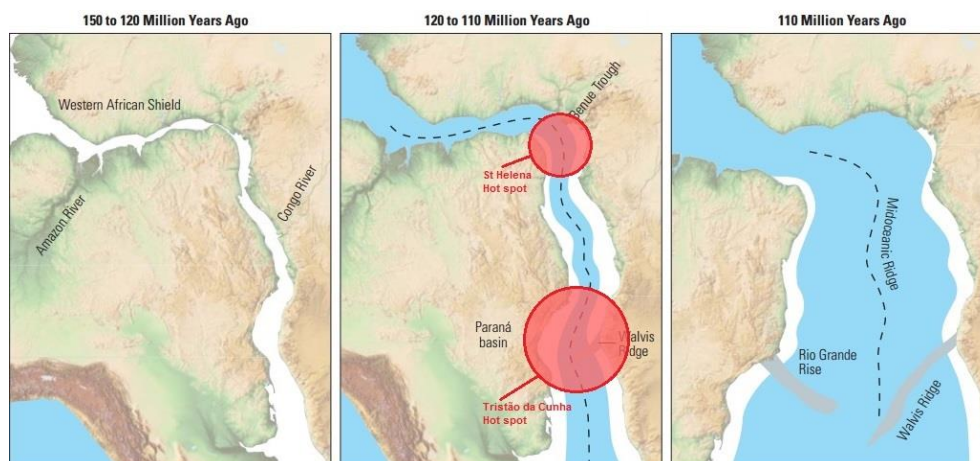 150 to 120 Million Years Ago
Western African Shield
Amazon River
Congo River
120 to 110 Million Years Ago
Benue Trough
St Helena
Hot spot
Paraná
basin
Walvis
Ridge
Tristão da Cunha
Hot spot
110 Million Years Ago
Midoceanic Ridge
Rio Grande
Rise
Walvis Ridge